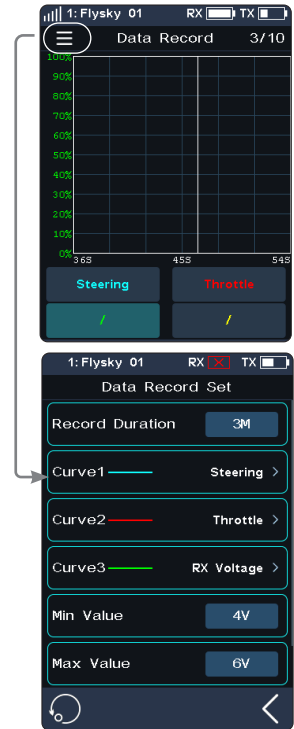 1: Flysky 01 RX TX
Data Record 3/10
100%
90%
80%
70%
60%
50%
40%
30%
20%
10%
0%
36S 45S 54S
Steering Throttle
/ /
1: Flysky 01 RX TX
Data Record Set
Record Duration 3M
Curve1 Steering >
Curve2 Throttle >
Curve3 RX Voltage >
Min Value 4V
Max Value 6V